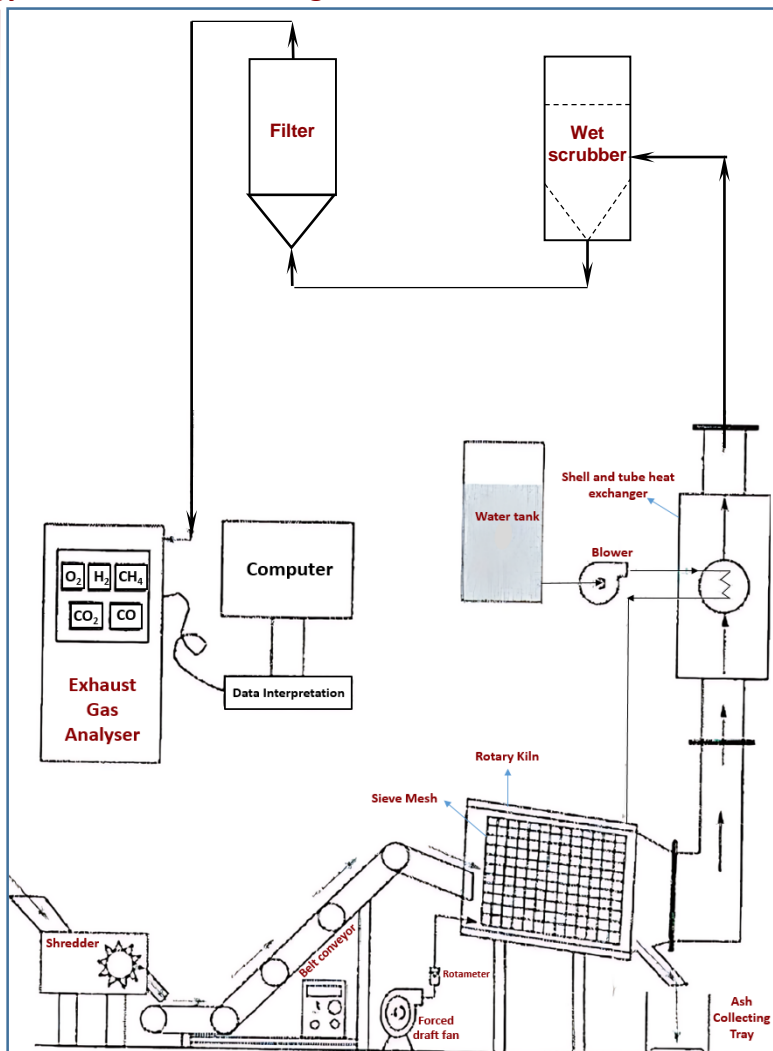 Filter
Wet
scrubber
Shell and tube heat
exchanger
Water tank
Blower
O2 H2 CH4
CO2 CO
Computer
Exhaust
Gas
Analyser
Data Interpretation
Rotary Kiln
Sieve Mesh
Shredder
Belt conveyor
Rotameter
Forced
draft fan
Ash
Collecting
Tray